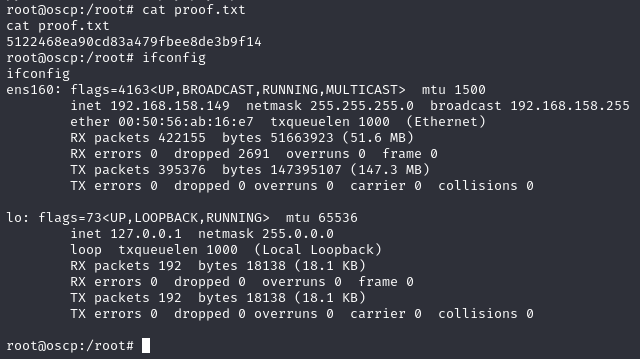 root@oscp:/root# cat proof.txt
cat proof.txt
5122468ea90cd83a479fbee8de3b9f14
root@oscp:/root# ifconfig
ifconfig
ens160: flags=4163<UP,BROADCAST,RUNNING,MULTICAST>  mtu 1500
        inet 192.168.158.149  netmask 255.255.255.0  broadcast 192.168.158.255
        ether 00:50:56:ab:16:e7  txqueuelen 1000  (Ethernet)
        RX packets 422155  bytes 51663923 (51.6 MB)
        RX errors 0  dropped 2691  overruns 0  frame 0
        TX packets 395376  bytes 147395107 (147.3 MB)
        TX errors 0  dropped 0 overruns 0  carrier 0  collisions 0

lo: flags=73<UP,LOOPBACK,RUNNING>  mtu 65536
        inet 127.0.0.1  netmask 255.0.0.0
        loop  txqueuelen 1000  (Local Loopback)
        RX packets 192  bytes 18138 (18.1 KB)
        RX errors 0  dropped 0  overruns 0  frame 0
        TX packets 192  bytes 18138 (18.1 KB)
        TX errors 0  dropped 0 overruns 0  carrier 0  collisions 0

root@oscp:/root#